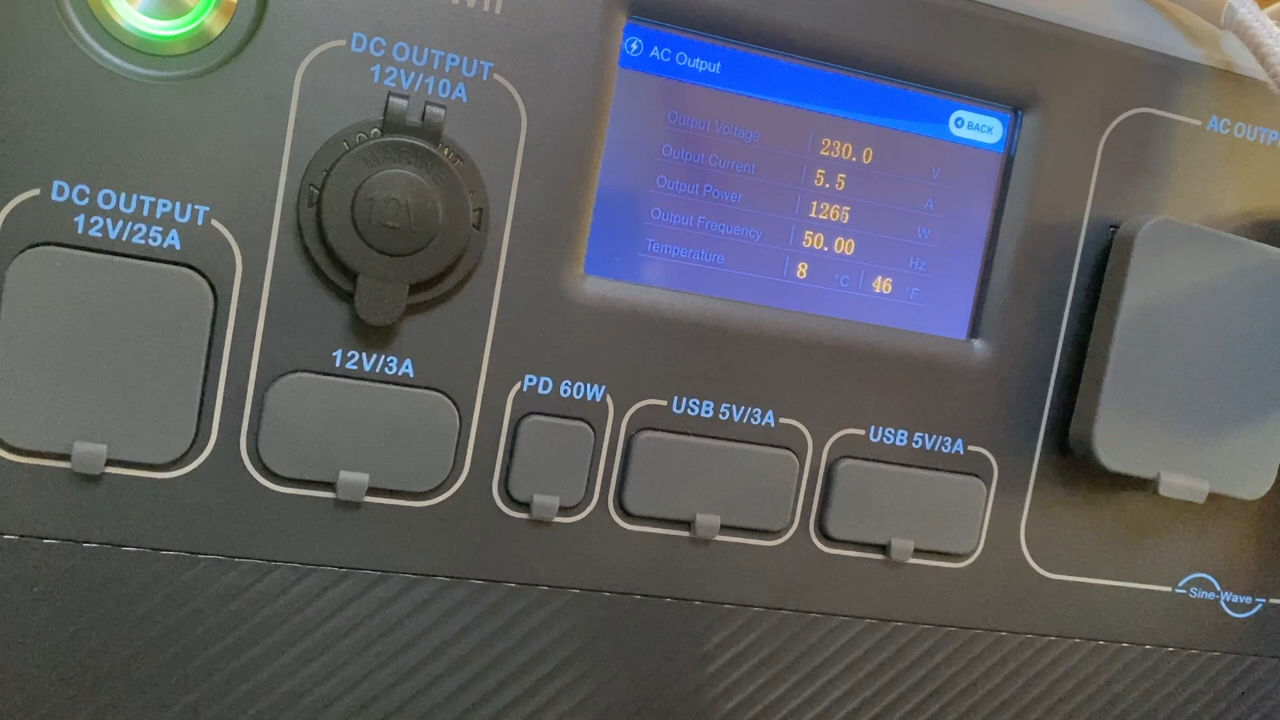 DC OUTPUT
12V/25A
DC OUTPUT
12V/10A
12V
12V/3A
AC Output
BACK
Output Voltage 230.0 V
Output Current 5.5 A
Output Power 1265 W
Output Frequency 50.00 Hz
Temperature 8 °C 46 °F
PD 60W
USB 5V/3A
USB 5V/3A
AC OUTP
Sine-Wave